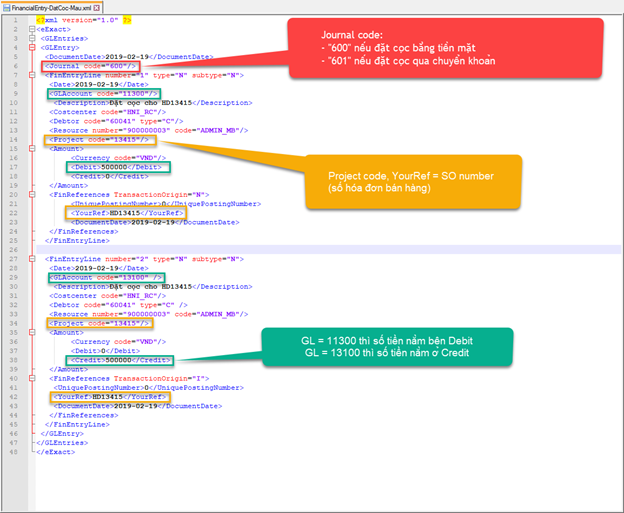 FinancialEntry-DatCoc-Mau.xml
1 <?xml version="1.0" ?>
2 <eExact>
3 <GLEntries>
4 <GLEntry>
5 <DocumentDate>2019-02-19</DocumentDate>
6 <Journal code="600"/>
7 <FinEntryLine number="1" type="N" subtype="N">
8 <Date>2019-02-19</Date>
9 <GLAccount code="11300"/>
10 <Description>Đặt cọc cho HD13415</Description>
11 <Costcenter code="HNI_RC"/>
12 <Debtor code="60041" type="C"/>
13 <Resource number="900000003" code="ADMIN_MB"/>
14 <Project code="13415"/>
15 <Amount>
16 <Currency code="VND"/>
17 <Debit>500000</Debit>
18 <Credit>0</Credit>
19 </Amount>
20 <FinReferences TransactionOrigin="N">
21 <UniquePostingNumber>0</UniquePostingNumber>
22 <YourRef>HD13415</YourRef>
23 <DocumentDate>2019-02-19</DocumentDate>
24 </FinReferences>
25 </FinEntryLine>
26
27 <FinEntryLine number="2" type="N" subtype="N">
28 <Date>2019-02-19</Date>
29 <GLAccount code="13100" />
30 <Description>Đặt cọc cho HD13415</Description>
31 <Costcenter code="HNI_RC"/>
32 <Debtor code="60041" type="C" />
33 <Resource number="900000003" code="ADMIN_MB"/>
34 <Project code="13415"/>
35 <Amount>
36 <Currency code="VND"/>
37 <Debit>0</Debit>
38 <Credit>500000</Credit>
39 </Amount>
40 <FinReferences TransactionOrigin="I">
41 <UniquePostingNumber>0</UniquePostingNumber>
42 <YourRef>HD13415</YourRef>
43 <DocumentDate>2019-02-19</DocumentDate>
44 </FinReferences>
45 </FinEntryLine>
46 </GLEntry>
47 </GLEntries>
48 </eExact>
Journal code:
- "600" nếu đặt cọc bằng tiền mặt
- "601" nếu đặt cọc qua chuyển khoản
Project code, YourRef = SO number
(số hóa đơn bán hàng)
GL = 11300 thì số tiền nằm bên Debit
GL = 13100 thì số tiền nằm ở Credit